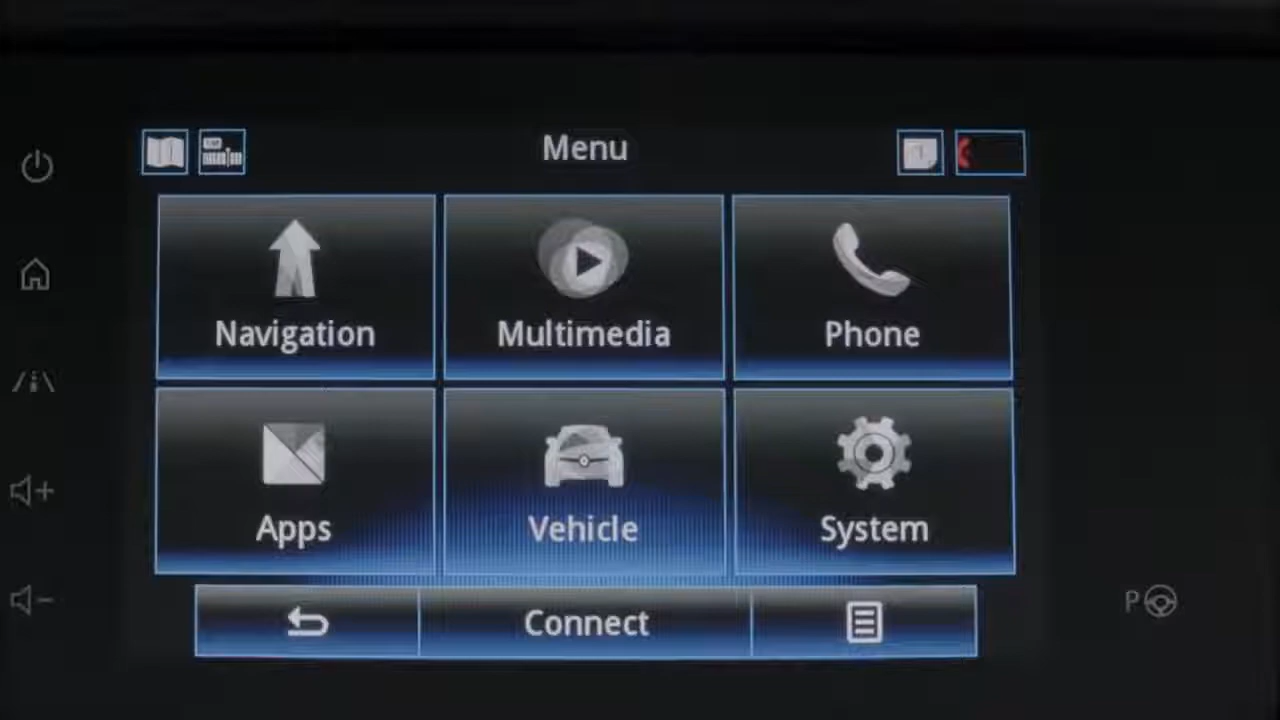 Menu
Navigation
Multimedia
Phone
Apps
Vehicle
System
Connect
P